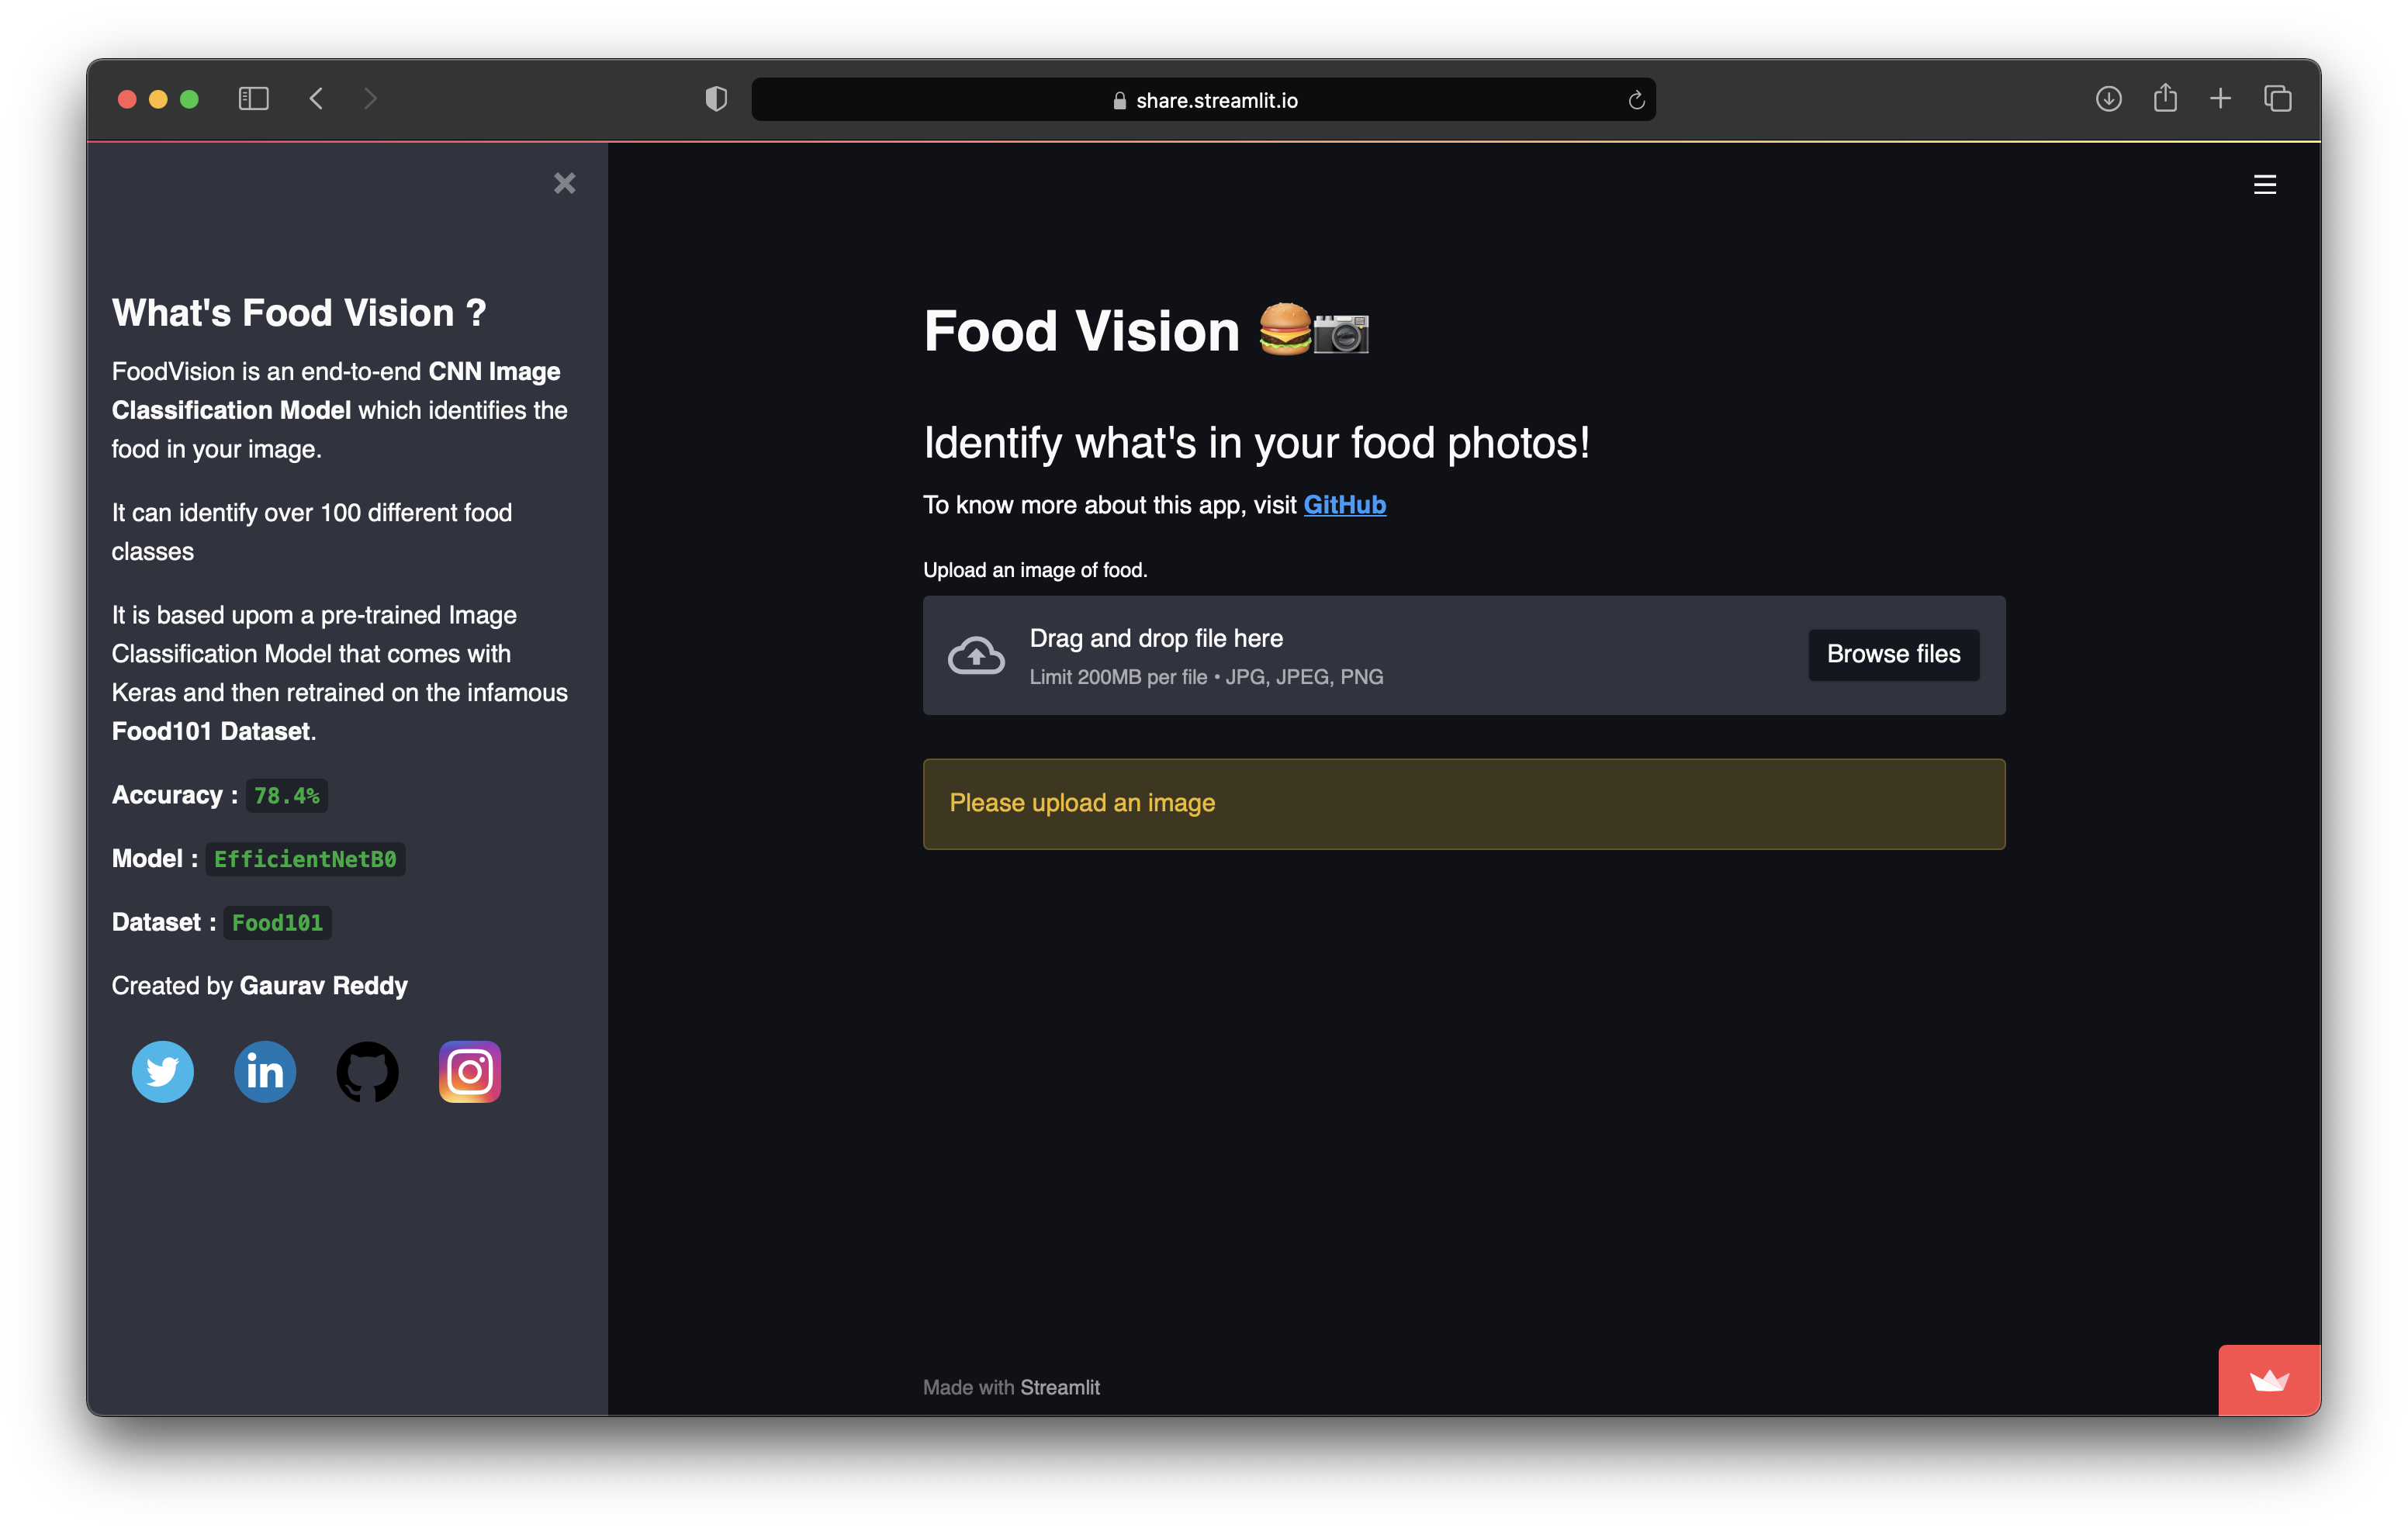 share.streamlit.io
What's Food Vision ?
FoodVision is an end-to-end CNN Image
Classification Model which identifies the
food in your image.
It can identify over 100 different food
classes
It is based upom a pre-trained Image
Classification Model that comes with
Keras and then retrained on the infamous
Food101 Dataset.
Accuracy : 78.4%
Model : EfficientNetB0
Dataset : Food101
Created by Gaurav Reddy
in
Food Vision 🍔📷
Identify what's in your food photos!
To know more about this app, visit GitHub
Upload an image of food.
Drag and drop file here
Limit 200MB per file • JPG, JPEG, PNG
Browse files
Please upload an image
Made with Streamlit